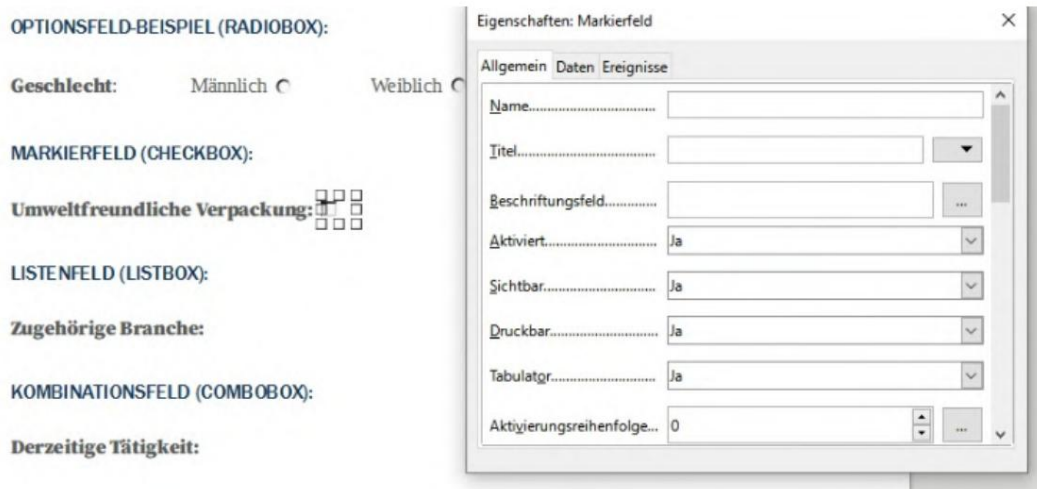 OPTIONSFELD-BEISPIEL (RADIOBOX):
Geschlecht: Männlich Weiblich
MARKIERFELD (CHECKBOX):
Umweltfreundliche Verpackung:
LISTENFELD (LISTBOX):
Zugehörige Branche:
KOMBINATIONSFELD (COMBOBOX):
Derzeitige Tätigkeit:
Eigenschaften: Markierfeld
Allgemein Daten Ereignisse
Name....................................
Titel.......................................
Beschriftungsfeld............. ...
Aktiviert............................... Ja
Sichtbar............................... Ja
Druckbar.............................. Ja
Tabulator............................. Ja
Aktivierungsreihenfolge... 0 ...